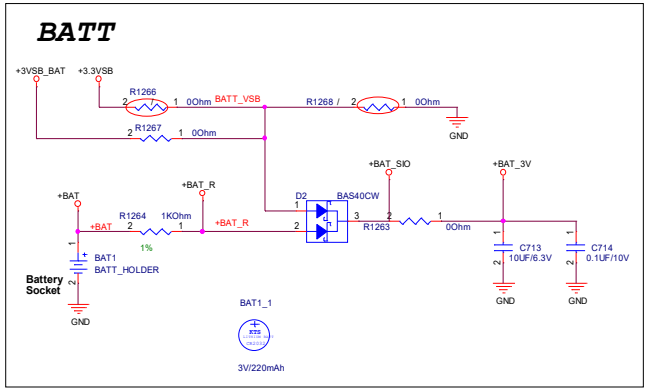 BATT
+3VSB_BAT +3.3VSB
R1266
2 / 1 0Ohm BATT_VSB R1268 / 2 1 0Ohm
R1267
2 1 0Ohm
GND
+BAT_SIO +BAT_3V
+BAT +BAT_R
D2 BAS40CW
+BAT R1264 1KOhm +BAT_R 1
2 1 2 3 R1263 2 1
1% 0Ohm
1 + BAT1
BATT_HOLDER
2
Battery
Socket
GND
1 C713 1 C714
2 10UF/6.3V 2 0.1UF/10V
GND GND
BAT1_1
+
KTS
3V/220mAh